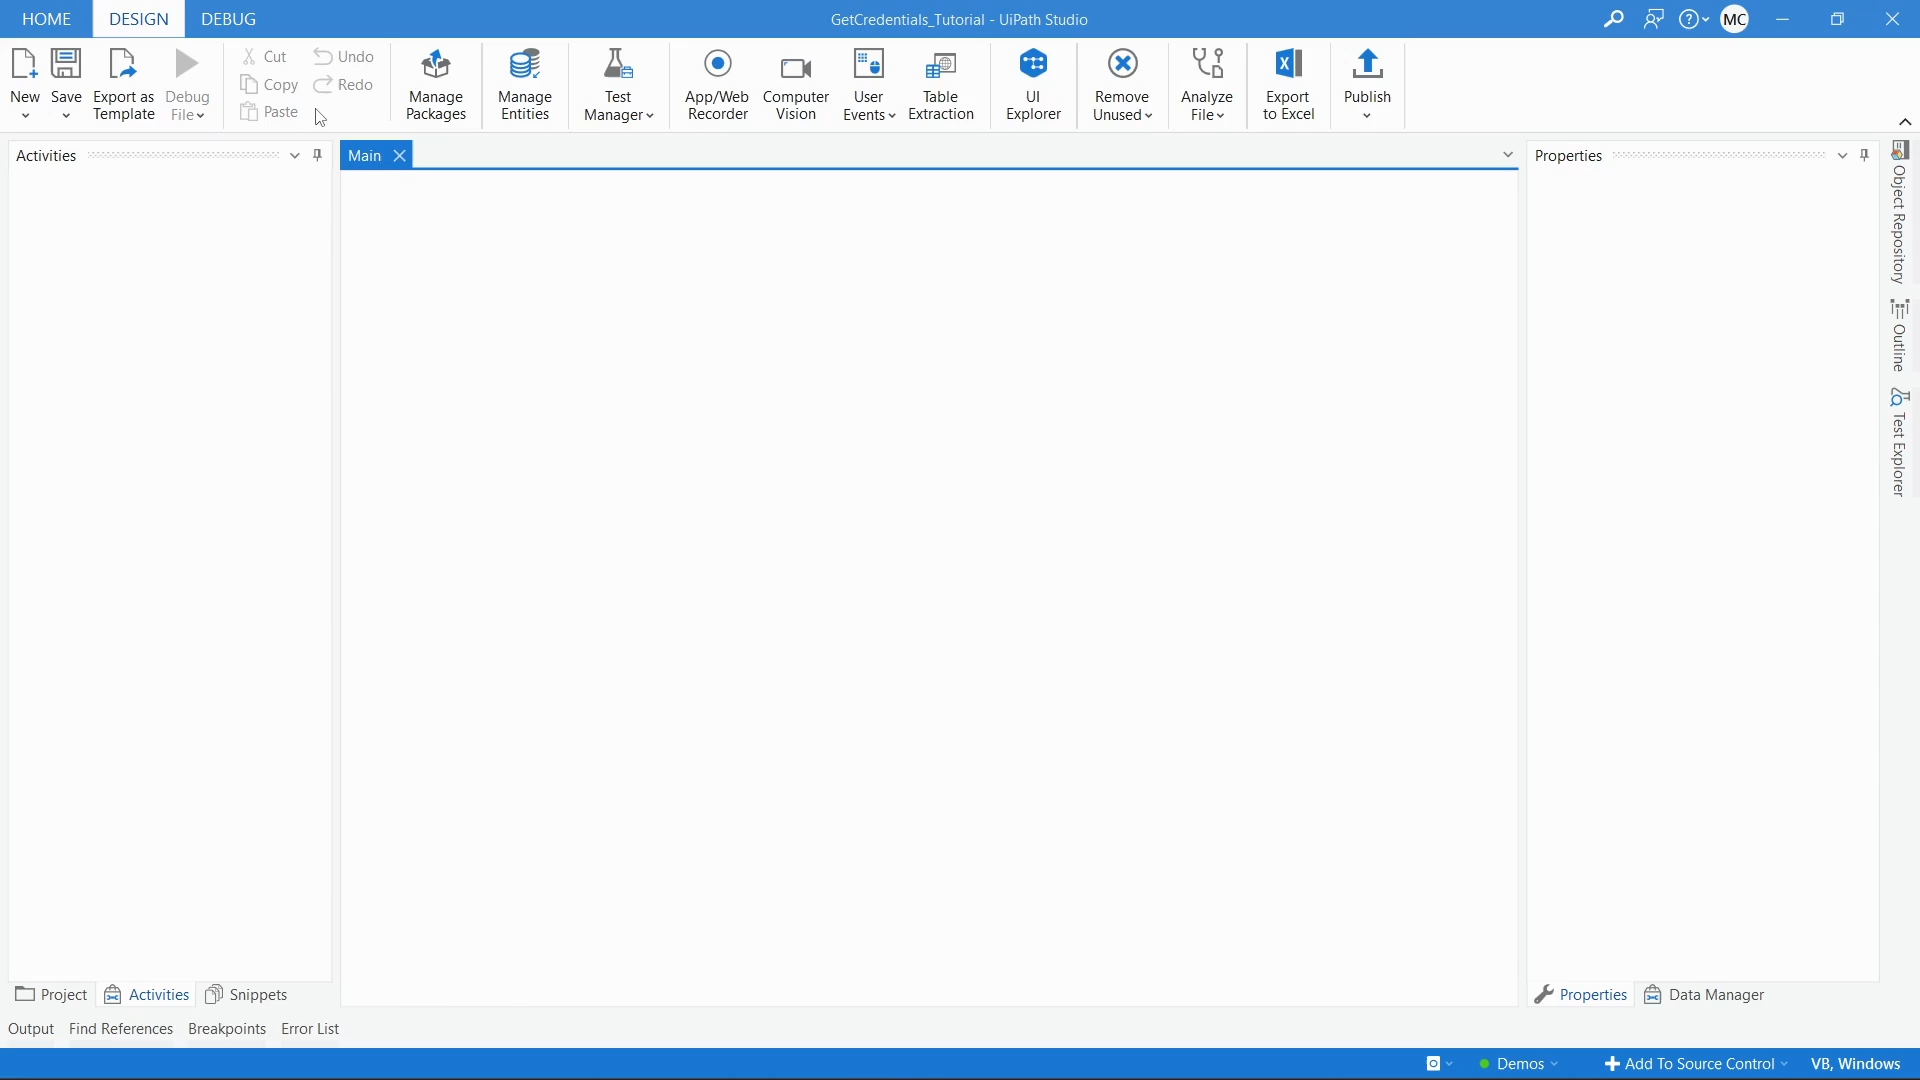 HOME DESIGN DEBUG
GetCredentials_Tutorial - UiPath Studio
MC
New
Save
Export as
Template
Debug
File
Cut
Copy
Paste
Undo
Redo
Manage
Packages
Manage
Entities
Test
Manager
App/Web
Recorder
Computer
Vision
User
Events
Table
Extraction
UI
Explorer
Remove
Unused
Analyze
File
Export
to Excel
Publish
Activities
Main
Properties
Object Repository
Outline
Test Explorer
Project Activities Snippets
Properties Data Manager
Output Find References Breakpoints Error List
Demos Add To Source Control VB, Windows